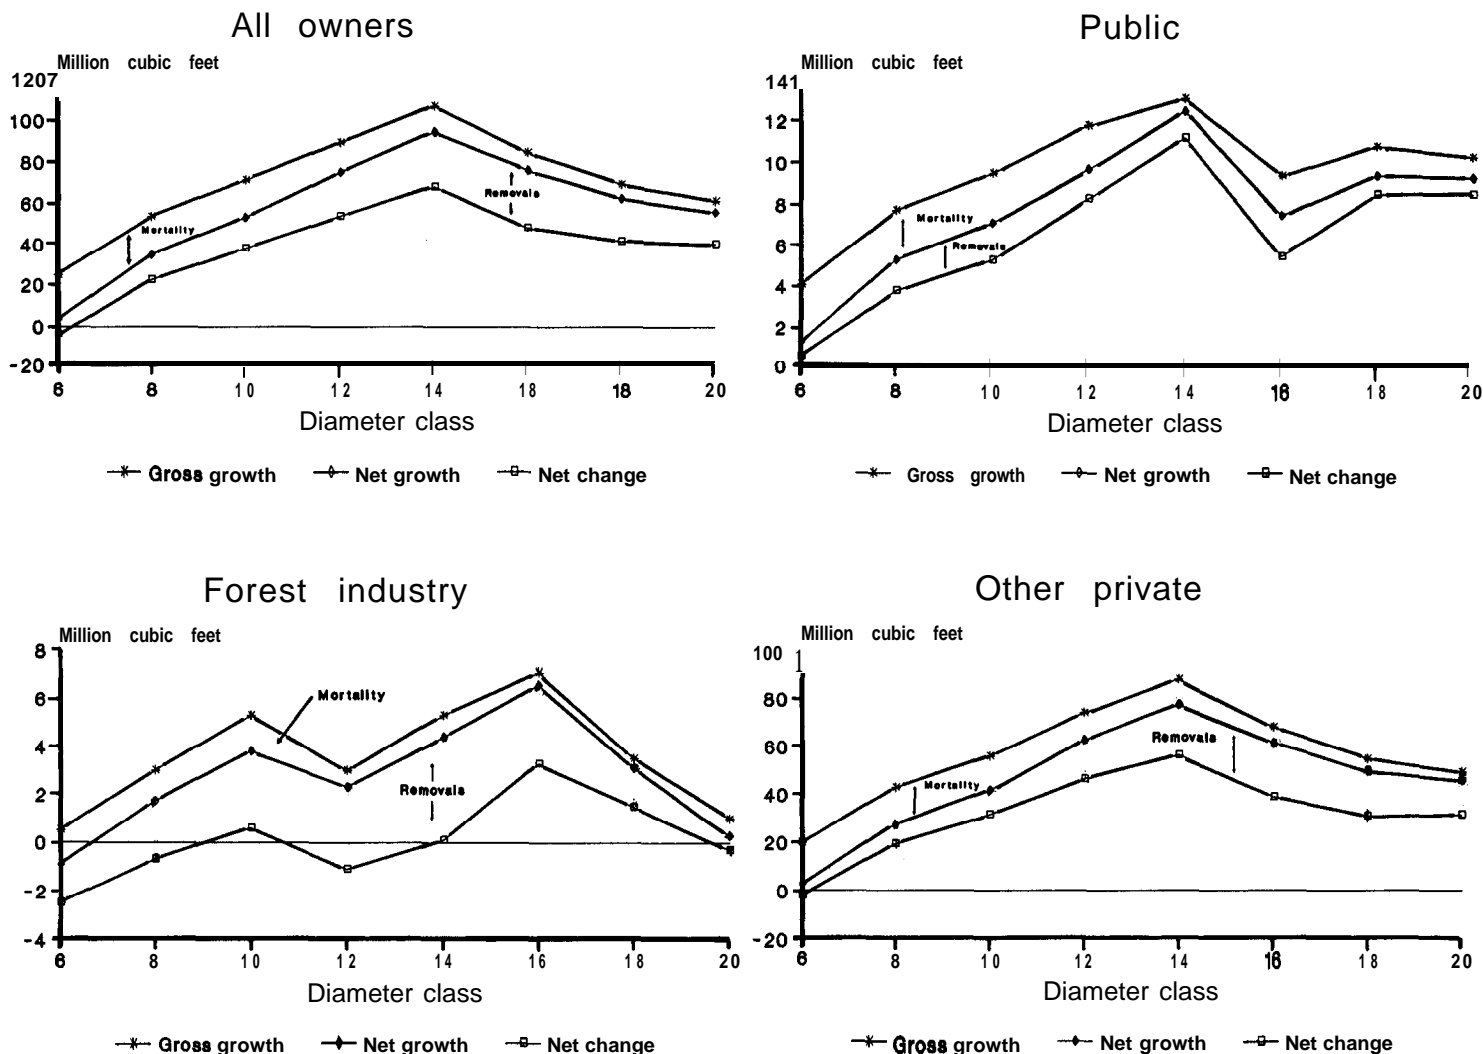 All owners
Million cubic feet
1207
100
80
60
40
20
0
-20
Mortality
Removals
6 8 10 12 14 16 18 20
Diameter class
Gross growth Net growth Net change
Public
Million cubic feet
141
12
10
8
6
4
2
0
Mortality
Removals
6 8 10 12 14 16 18 20
Diameter class
Gross growth Net growth Net change
Forest industry
Million cubic feet
8
6
4
2
0
-2
-4
Mortality
Removals
6 8 10 12 14 16 18 20
Diameter class
Gross growth Net growth Net change
Other private
Million cubic feet
100 1
80
60
40
20
0
-20
Mortality
Removals
6 8 10 12 14 16 18 20
Diameter class
Gross growth Net growth Net change